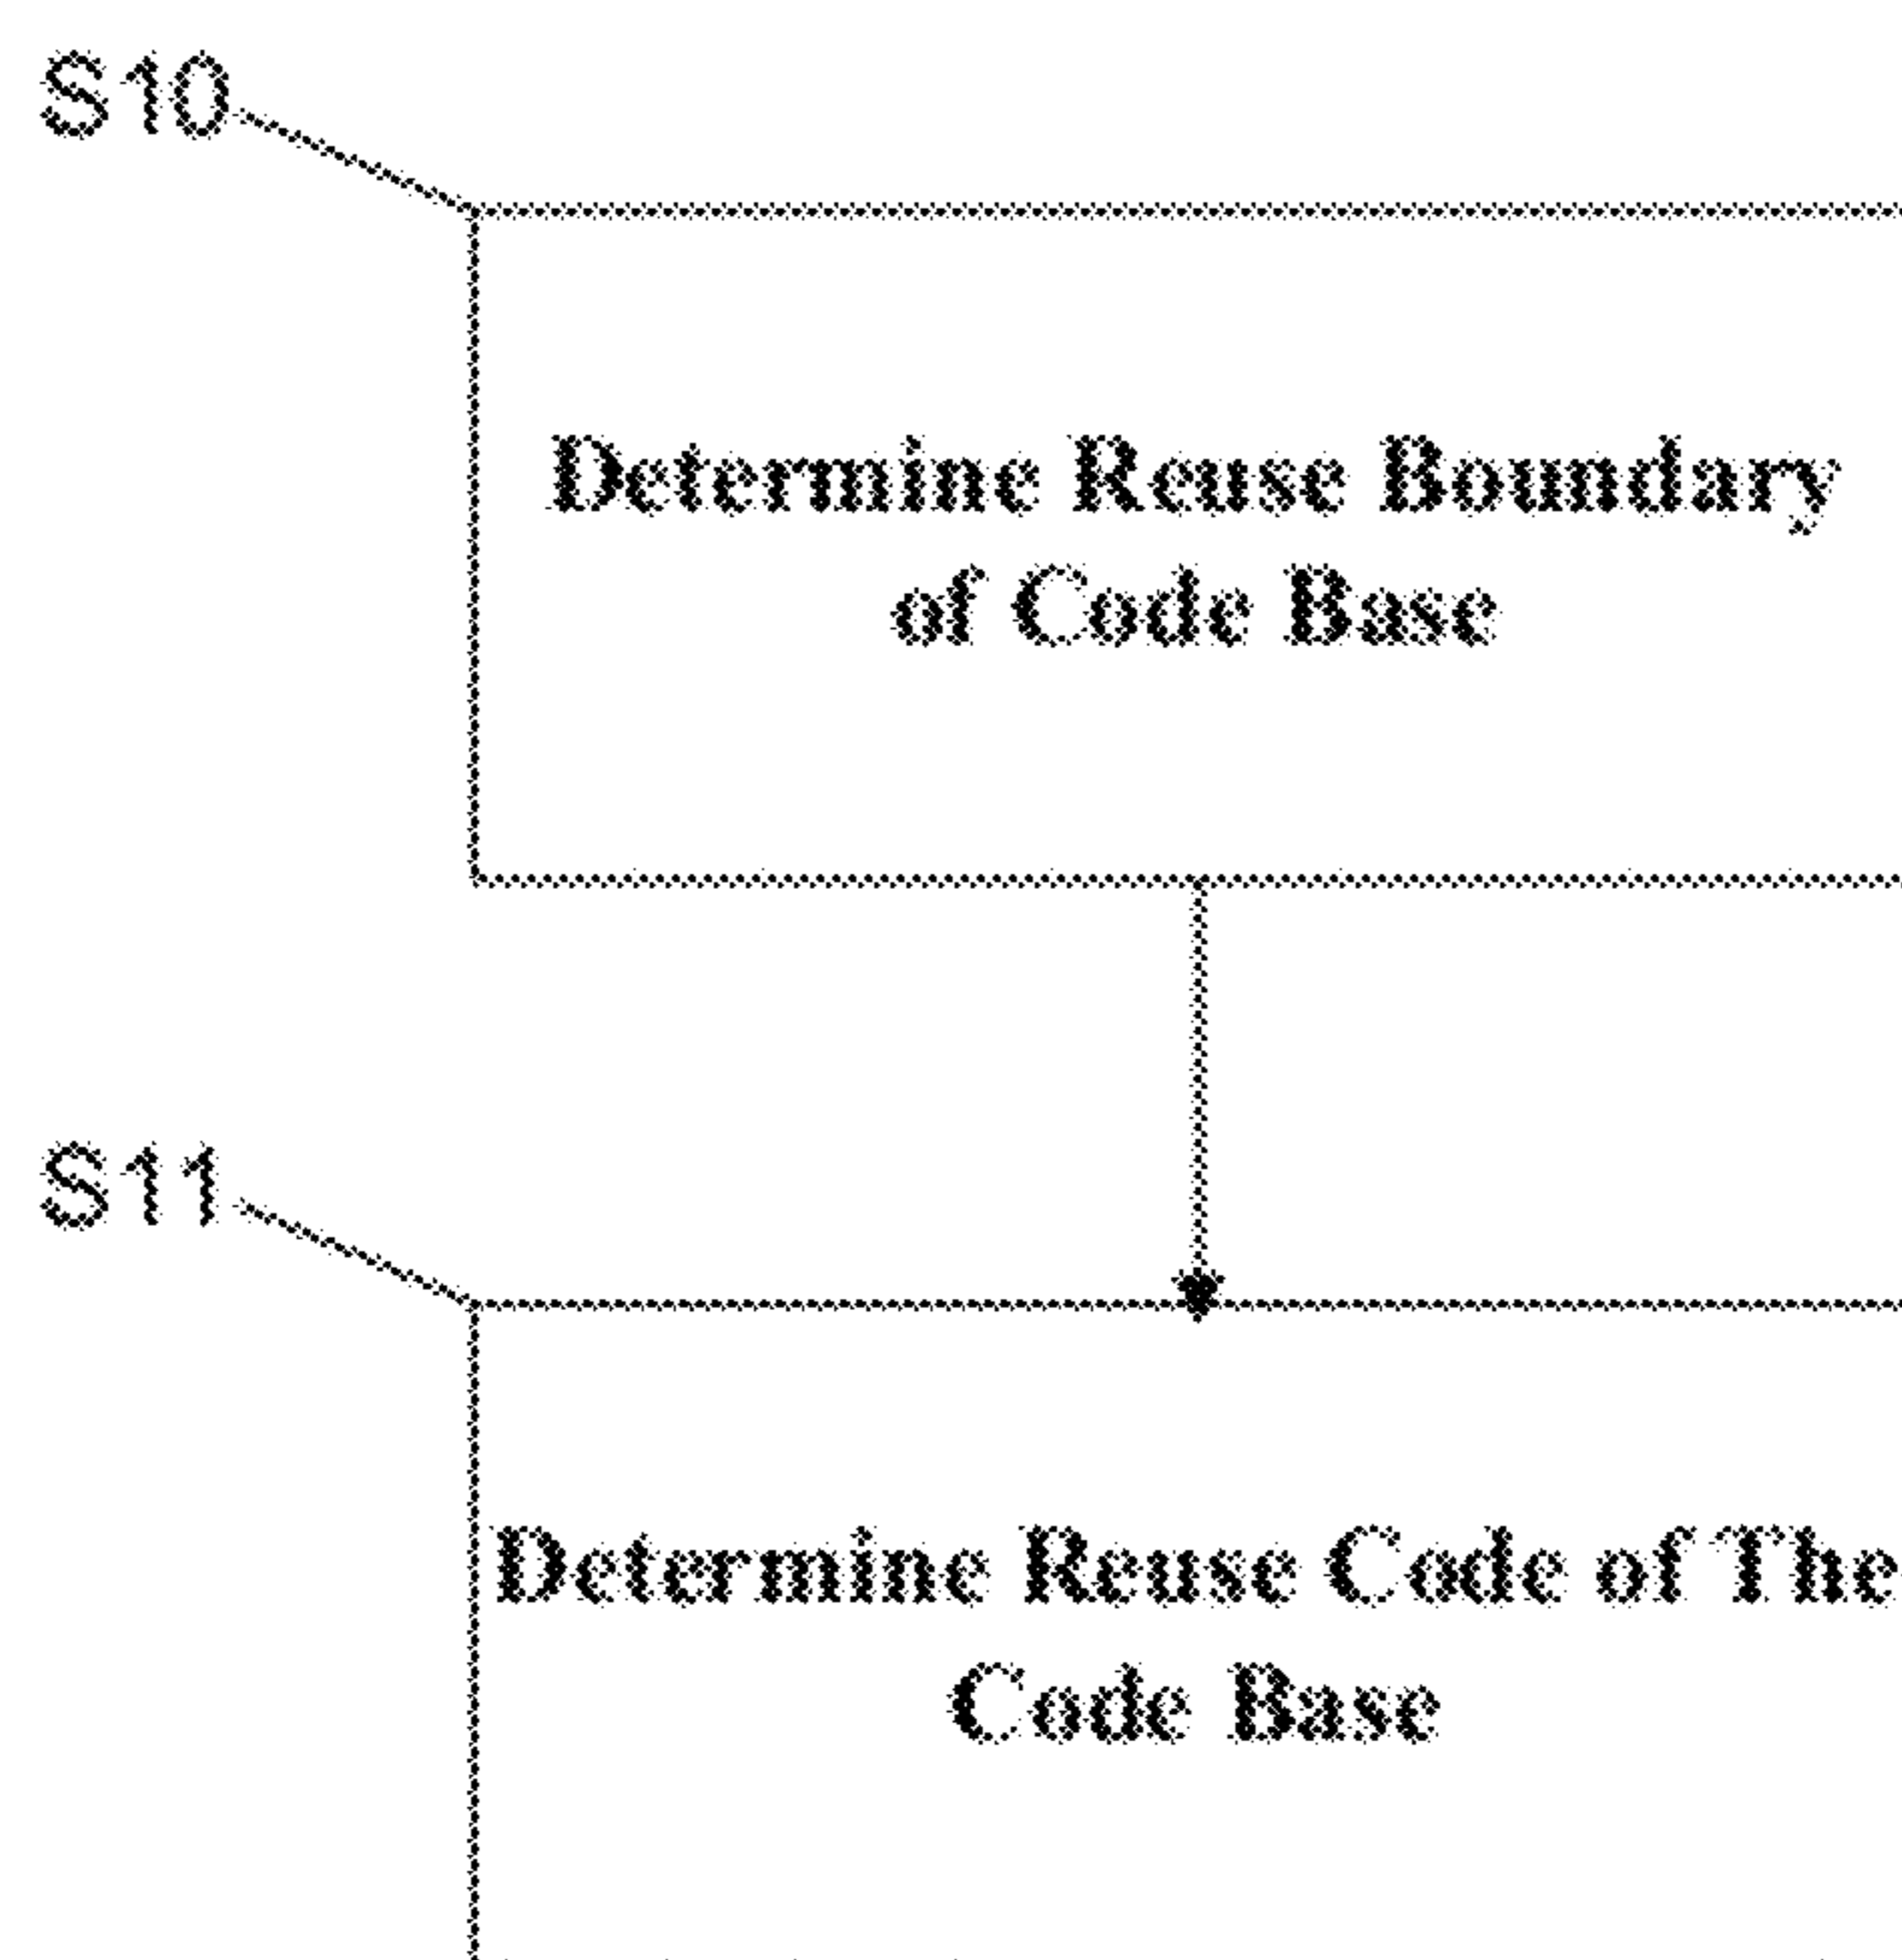 S10
Determine Reuse Boundary
of Code Base
S11
Determine Reuse Code of The
Code Base